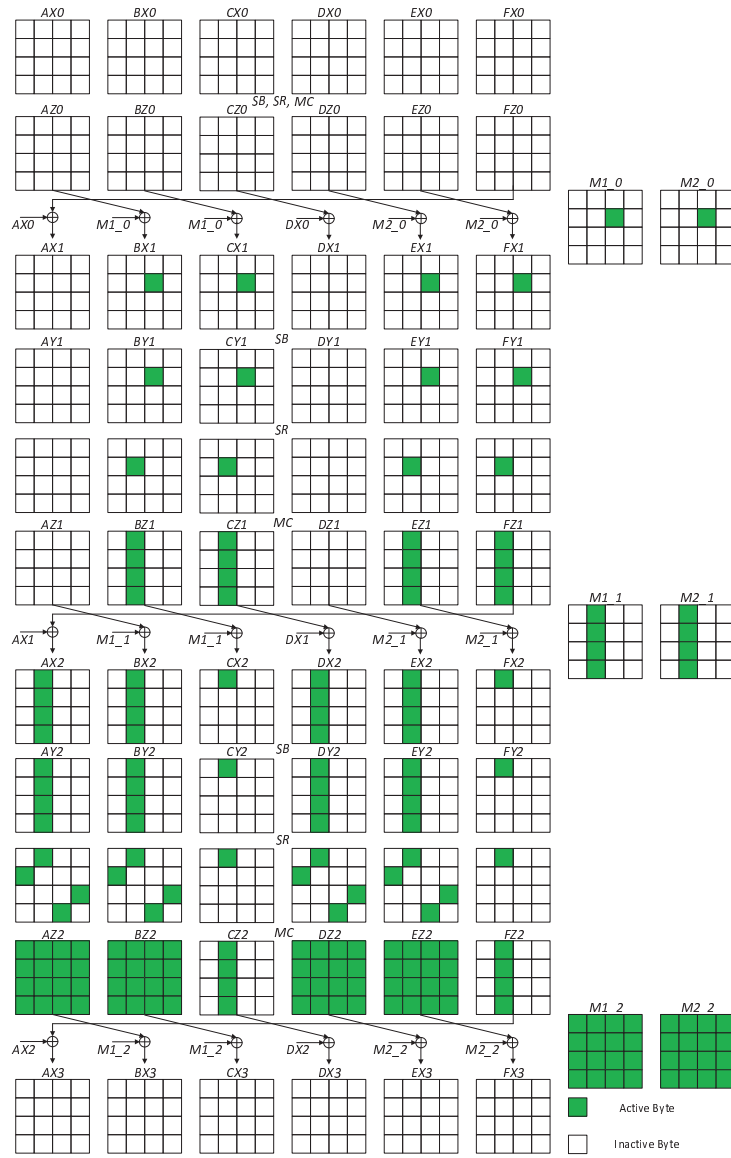 AX0 BX0 CX0 DX0 EX0 FX0
SB, SR, MC
AZ0 BZ0 CZ0 DZ0 EZ0 FZ0
M1_0 M2_0
AX0 M1_0 M1_0 DX0 M2_0 M2_0
AX1 BX1 CX1 DX1 EX1 FX1
SB
AY1 BY1 CY1 DY1 EY1 FY1
SR
MC
AZ1 BZ1 CZ1 DZ1 EZ1 FZ1
M1_1 M2_1
AX1 M1_1 M1_1 DX1 M2_1 M2_1
AX2 BX2 CX2 DX2 EX2 FX2
SB
AY2 BY2 CY2 DY2 EY2 FY2
SR
MC
AZ2 BZ2 CZ2 DZ2 EZ2 FZ2
M1_2 M2_2
AX2 M1_2 M1_2 DX2 M2_2 M2_2
AX3 BX3 CX3 DX3 EX3 FX3
Active Byte
Inactive Byte